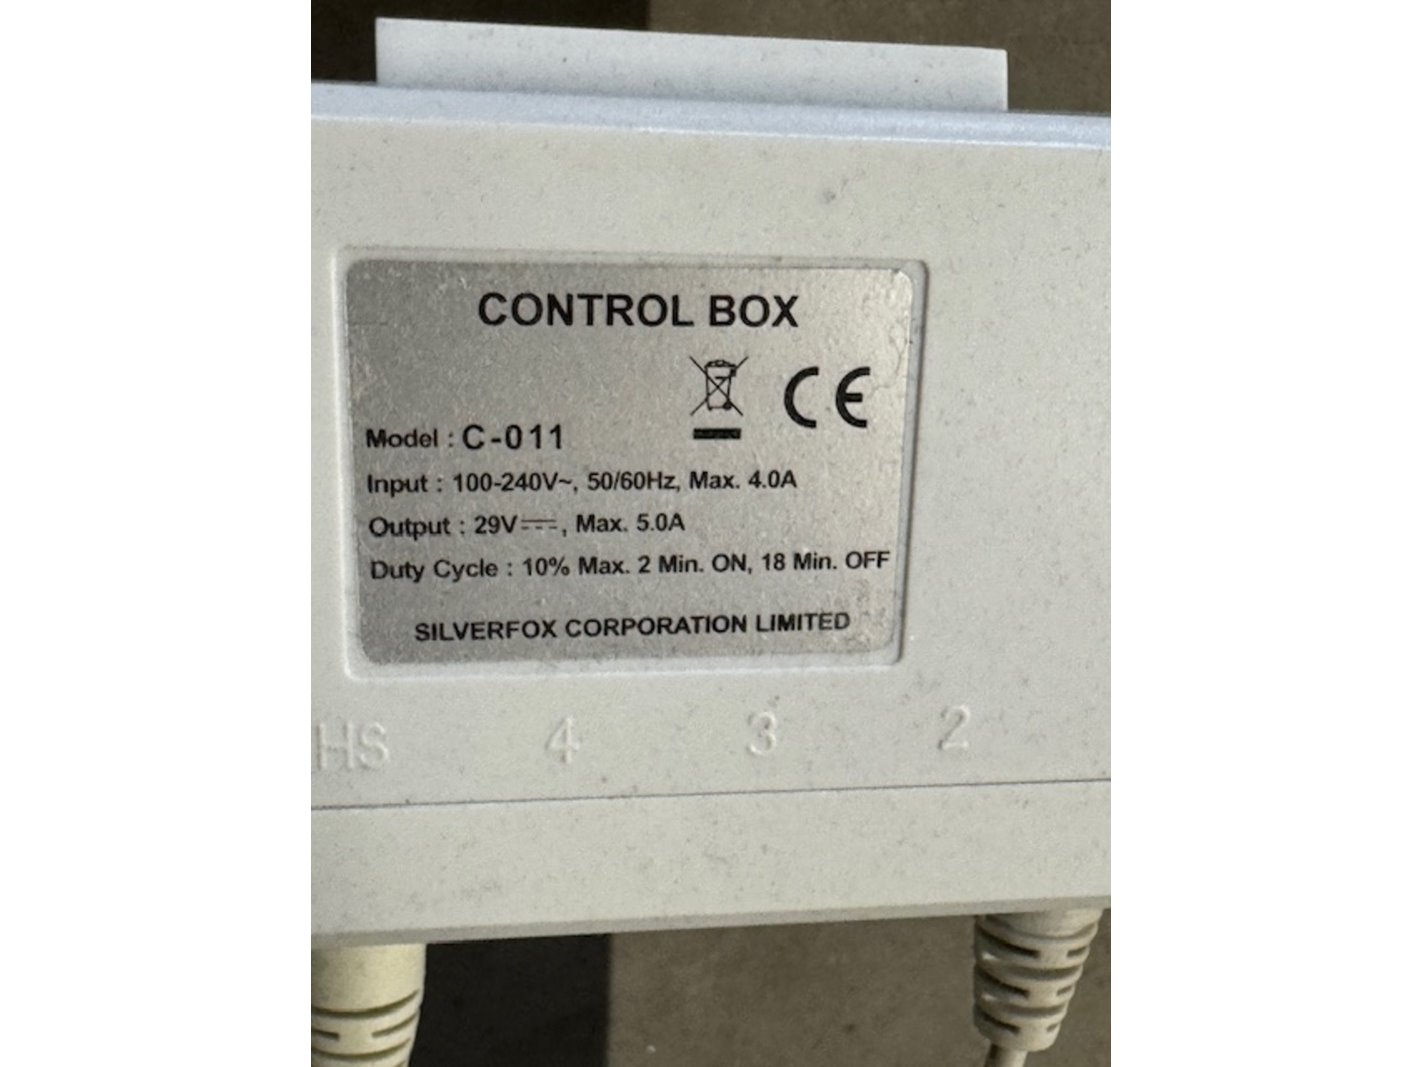 CONTROL BOX
CE
Model : C-011
Input : 100-240V~, 50/60Hz, Max. 4.0A
Output : 29V⎓, Max. 5.0A
Duty Cycle : 10% Max. 2 Min. ON, 18 Min. OFF
SILVERFOX CORPORATION LIMITED
HS 4 3 2